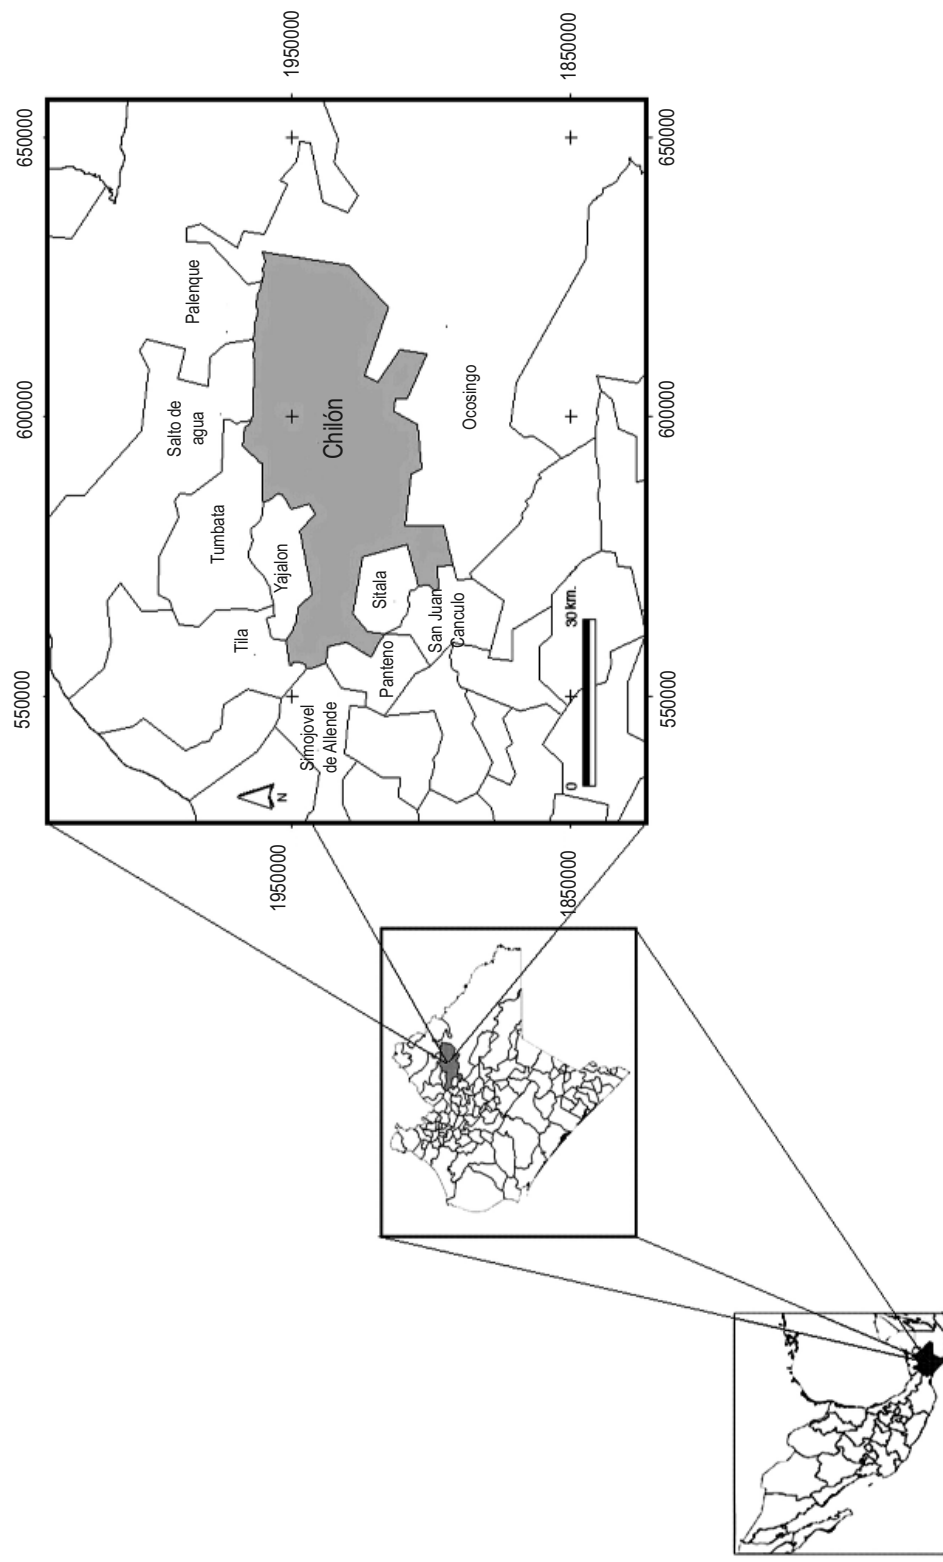 550000 600000 650000
Salto de
agua
Palenque
Tumbata
Tila
Yajalon
N
1950000 1950000
Simojovel
de Allende
Chilón
Sitala
Panteno
San Juan
Canculo
Ocosingo
0 30 km.
1850000 1850000
550000 600000 650000